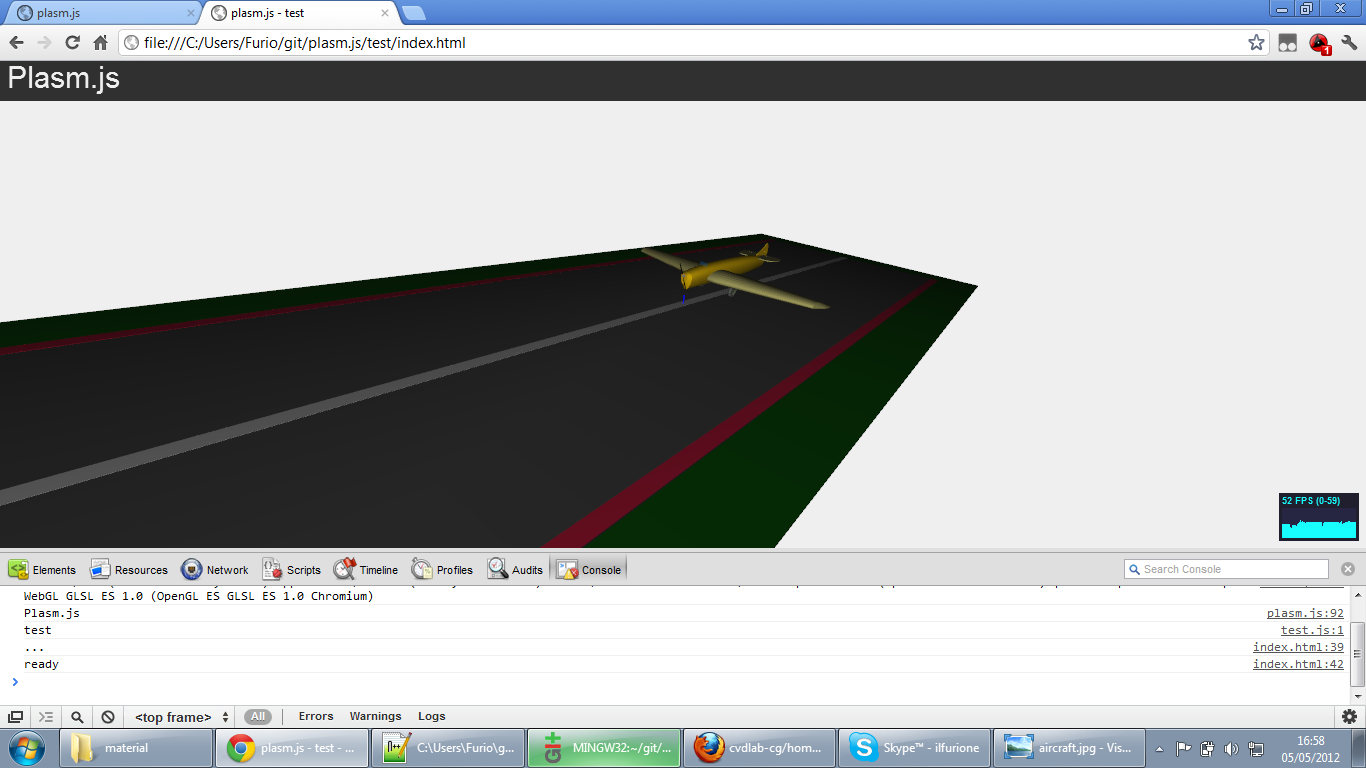 plasm.js
plasm.js - test
file:///C:/Users/Furio/git/plasm.js/test/index.html
1
Plasm.js
52 FPS (0-59)
Elements Resources Network Scripts Timeline Profiles Audits Console
Search Console
WebGL GLSL ES 1.0 (OpenGL ES GLSL ES 1.0 Chromium)
Plasm.js plasm.js:92
test test.js:1
... index.html:39
ready index.html:42
<top frame> All Errors Warnings Logs
material
plasm.js - test - ...
C:\Users\Furio\g...
git
MINGW32:~/git/...
cvdlab-cg/hom...
Skype™ - ilfurione
aircraft.jpg - Vis...
16:58
05/05/2012